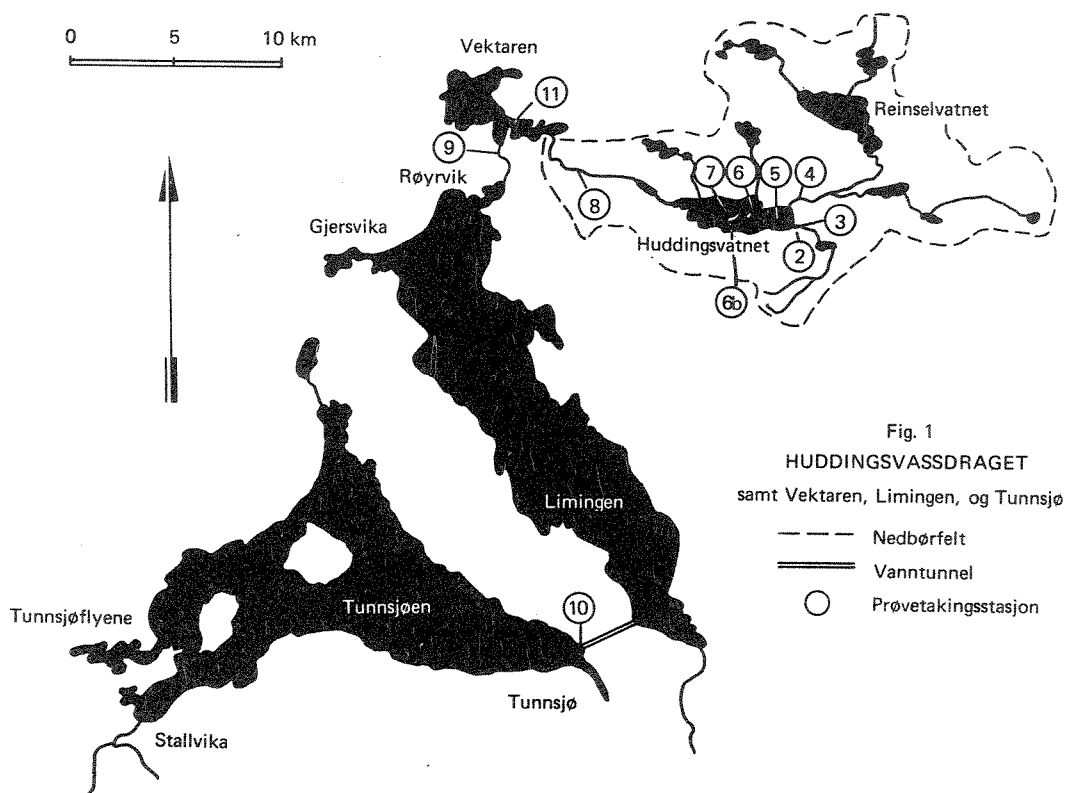 0 5 10 km
Vektaren
11
Reinselvatnet
9
Røyrvik
7 6 5 4
8
3
Gjersvika
Huddingsvatnet
2
6b
Fig. 1
HUDDINGSVASSDRAGET
samt Vektaren, Limingen, og Tunnsjø
Limingen
Nedbørfelt
Vanntunnel
Tunnsjøflyene
Tunnsjøen
10
Prøvetakingsstasjon
Tunnsjø
Stallvika